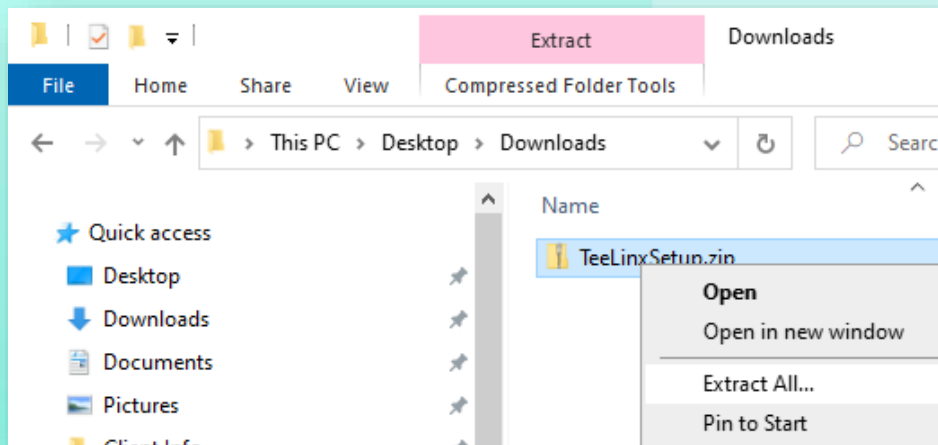 Extract Downloads
File Home Share View Compressed Folder Tools
This PC Desktop Downloads Searc
Name
Quick access
TeeLinxSetup.zip
Desktop
Open
Downloads
Open in new window
Documents
Extract All...
Pictures
Pin to Start